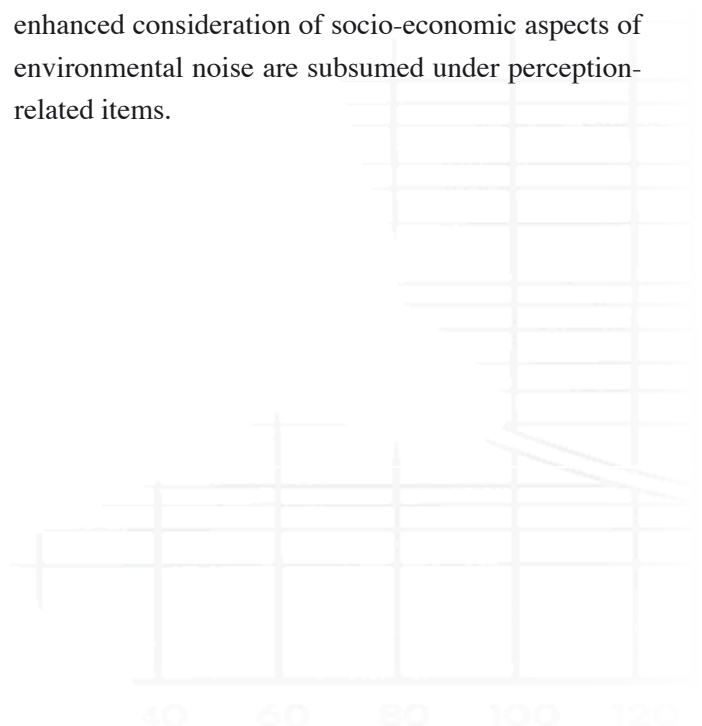 enhanced consideration of socio-economic aspects of
environmental noise are subsumed under perception-
related items.
40 60 80 100 120